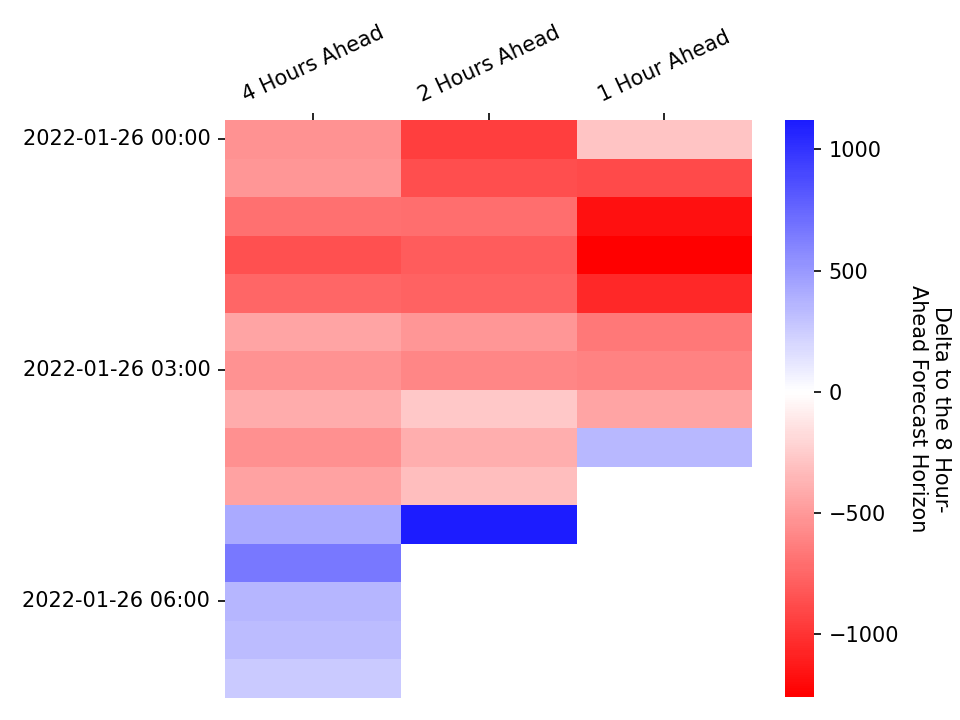 4 Hours Ahead
2 Hours Ahead
1 Hour Ahead
2022-01-26 00:00
2022-01-26 03:00
2022-01-26 06:00
1000
500
0
−500
−1000
Delta to the 8 Hour-
Ahead Forecast Horizon